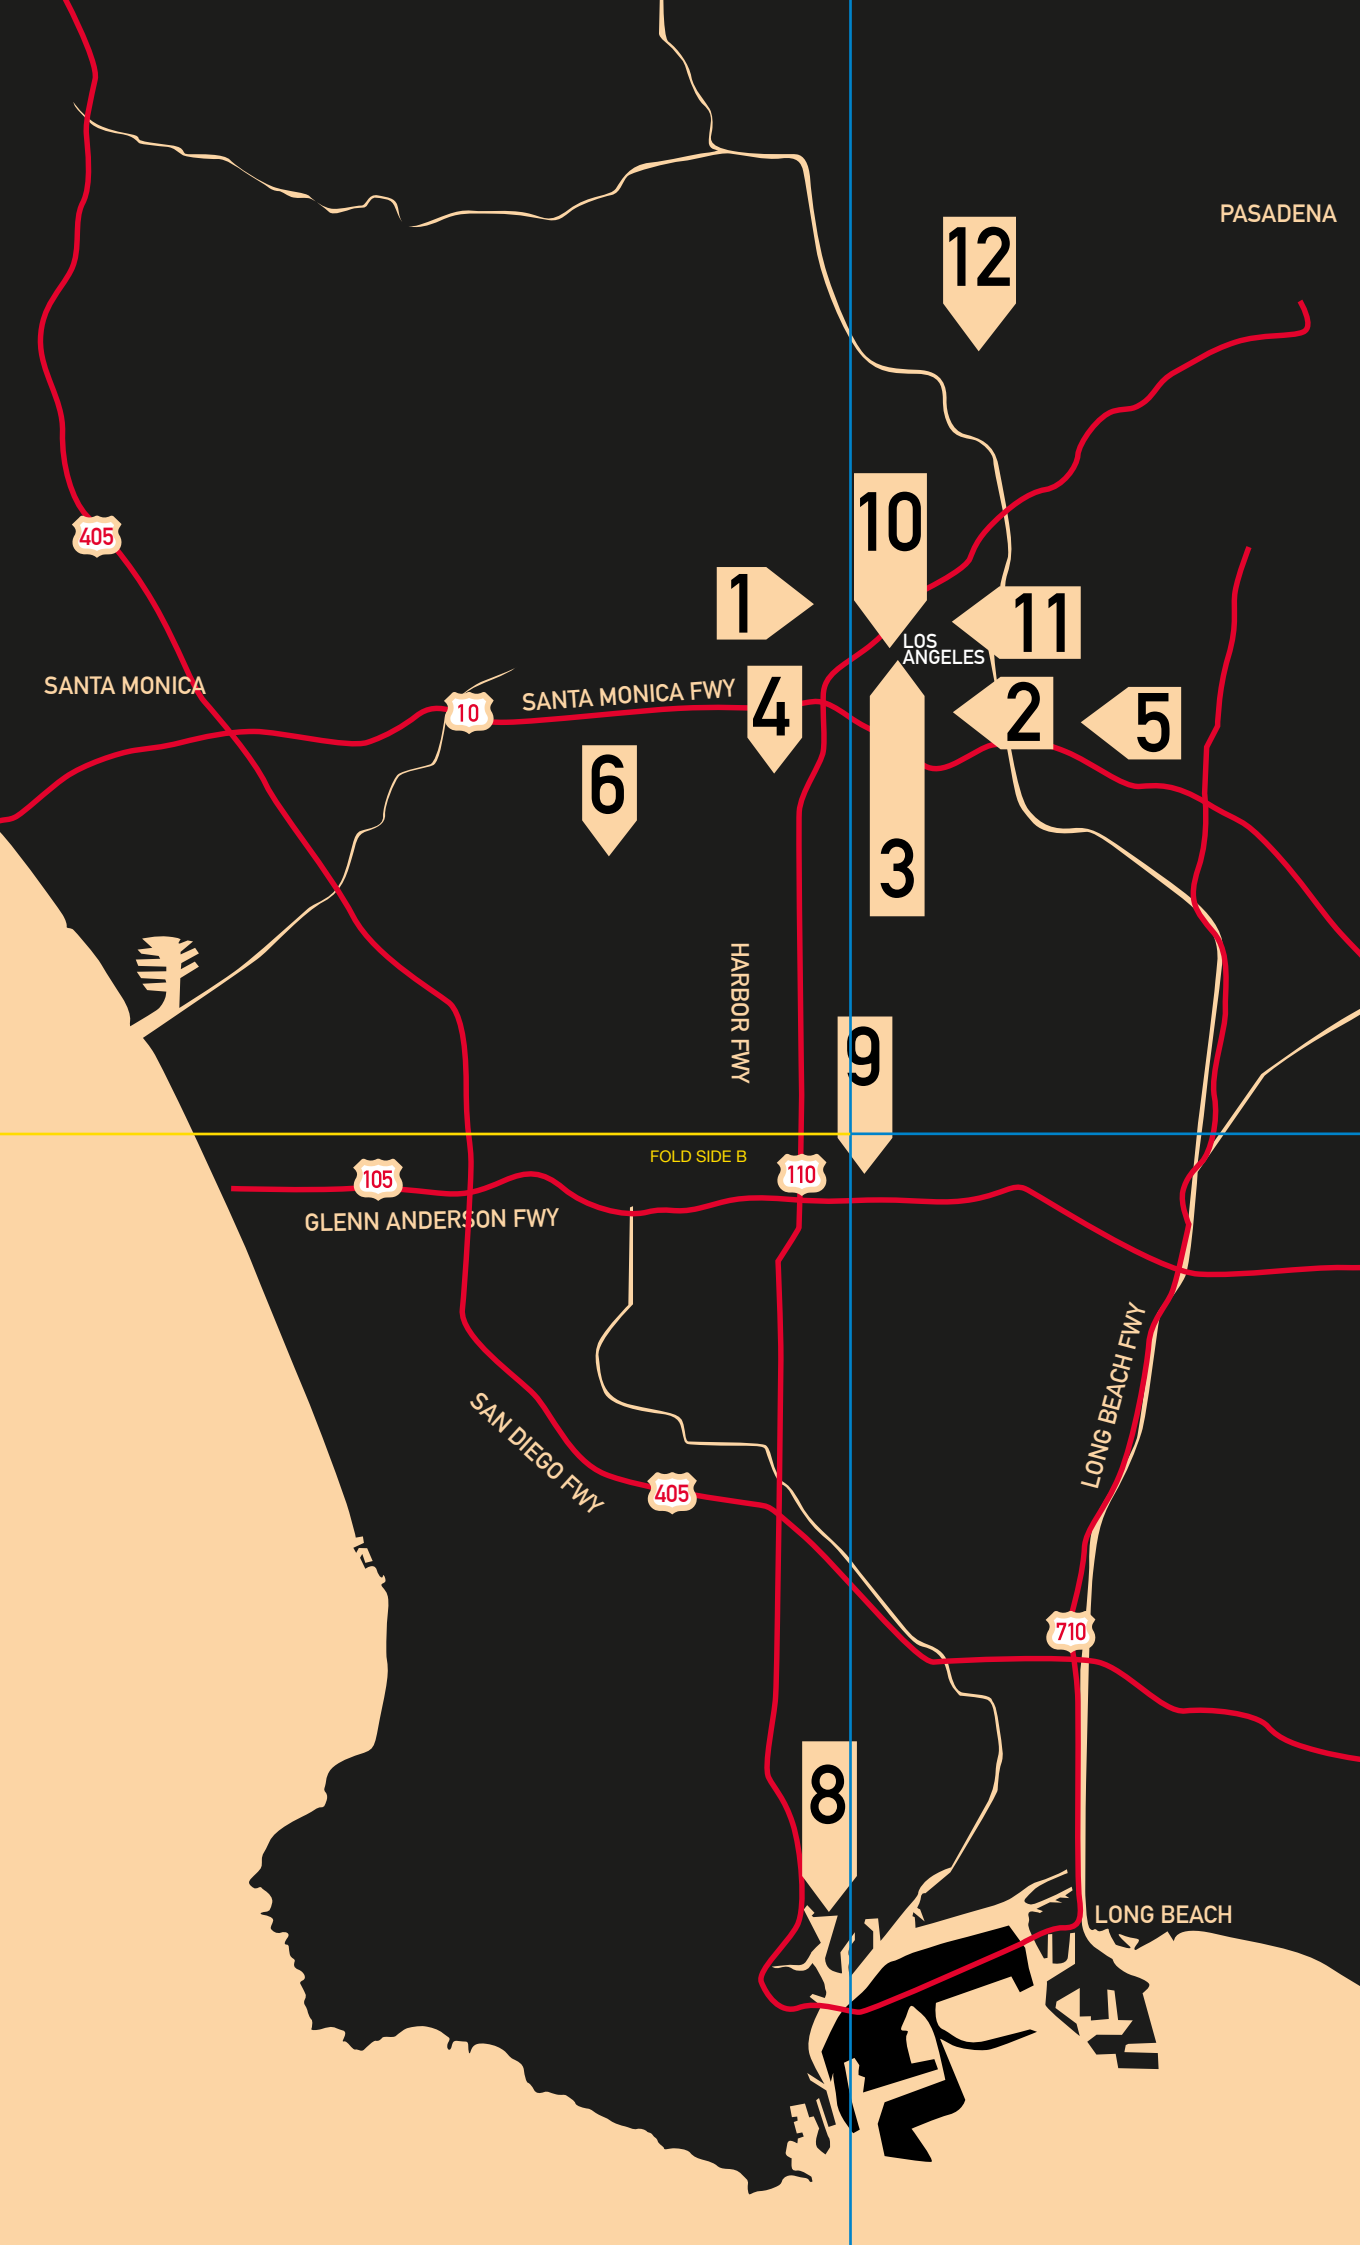 PASADENA
12
10
405
1
11
LOS
ANGELES
SANTA MONICA
SANTA MONICA FWY
10
4
2
5
6
3
HARBOR FWY
9
FOLD SIDE B
105
110
GLENN ANDERSON FWY
LONG BEACH FWY
SAN DIEGO FWY
405
710
8
LONG BEACH